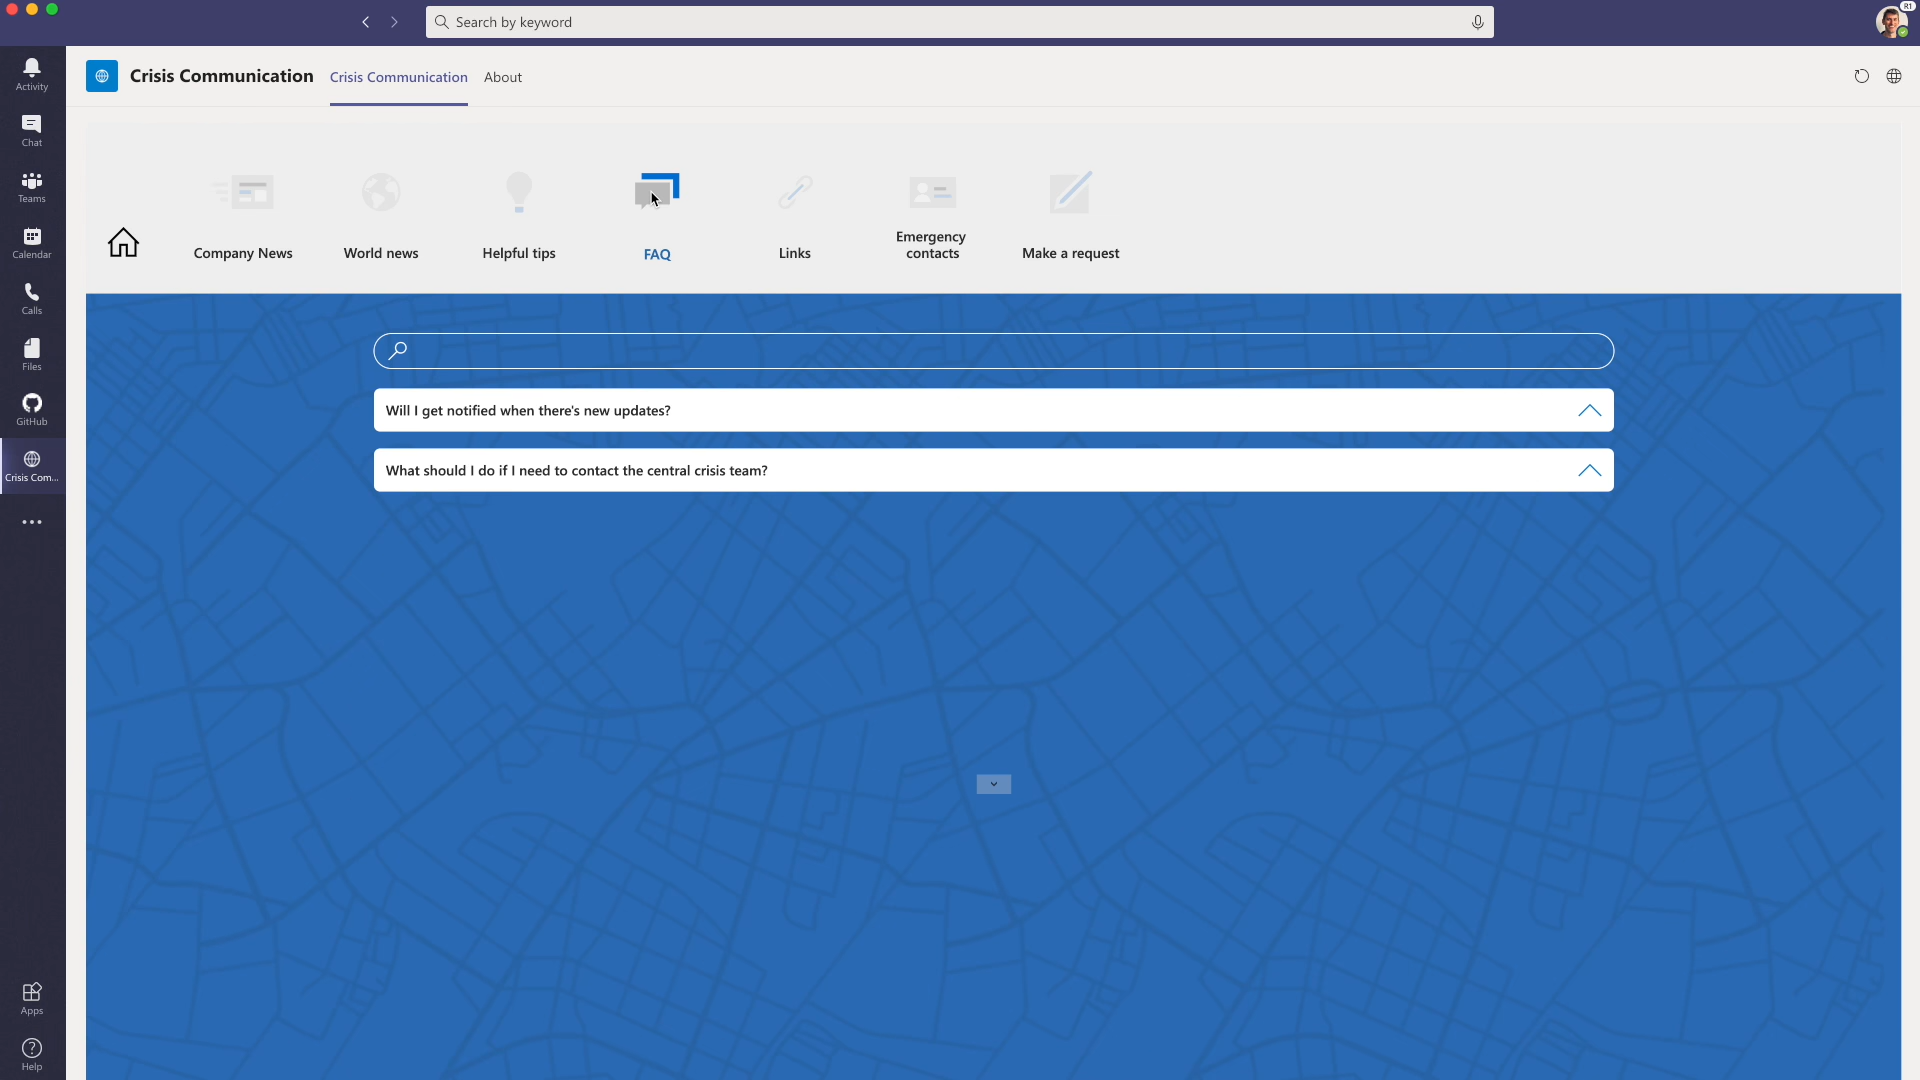 Search by keyword
R1
Crisis Communication
Crisis Communication
About
Activity
Chat
Teams
Calendar
Calls
Files
GitHub
Crisis Com...
Apps
Help
Company News
World news
Helpful tips
FAQ
Links
Emergency
contacts
Make a request
Will I get notified when there's new updates?
What should I do if I need to contact the central crisis team?